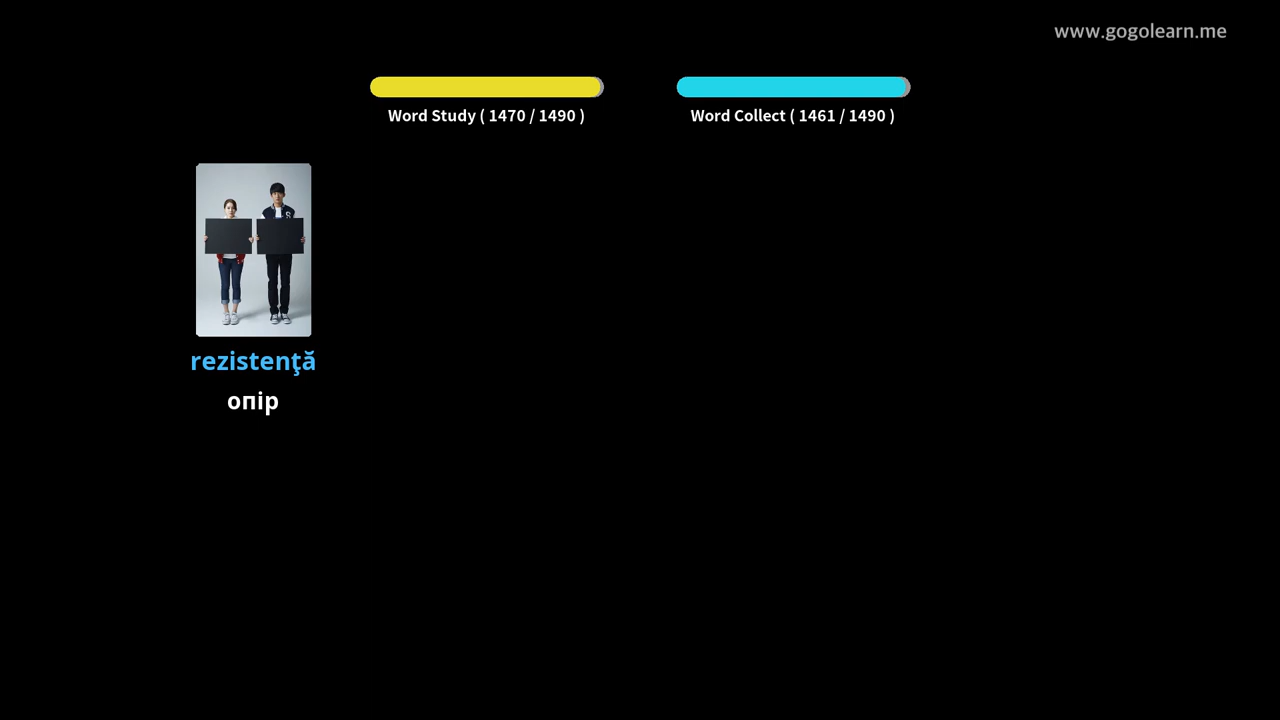 www.gogolearn.me
Word Study ( 1470 / 1490 )
Word Collect ( 1461 / 1490 )
rezistenţă
опір